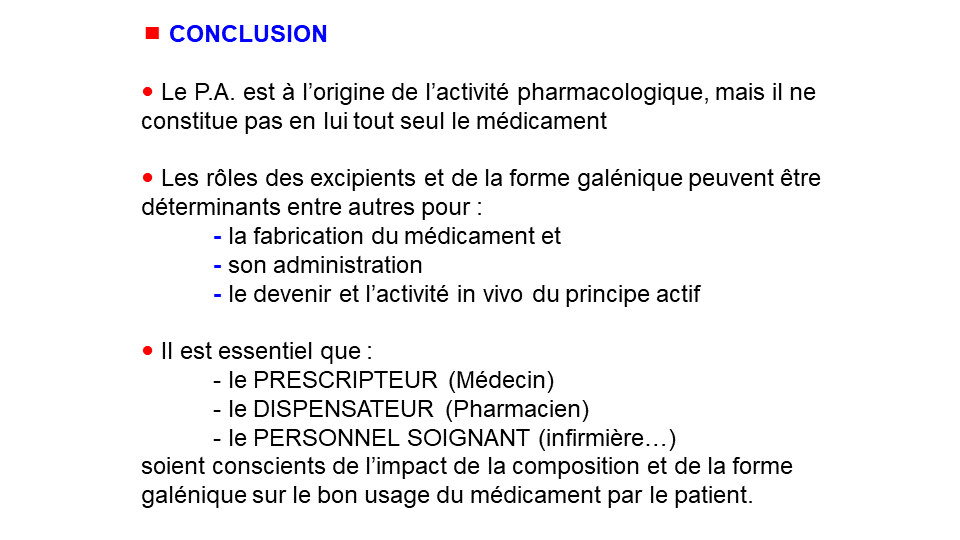 ■ CONCLUSION
• Le P.A. est à l’origine de l’activité pharmacologique, mais il ne
constitue pas en lui tout seul le médicament
• Les rôles des excipients et de la forme galénique peuvent être
déterminants entre autres pour :
- la fabrication du médicament et
- son administration
- le devenir et l’activité in vivo du principe actif
• Il est essentiel que :
- le PRESCRIPTEUR (Médecin)
- le DISPENSATEUR (Pharmacien)
- le PERSONNEL SOIGNANT (infirmière…)
soient conscients de l’impact de la composition et de la forme
galénique sur le bon usage du médicament par le patient.